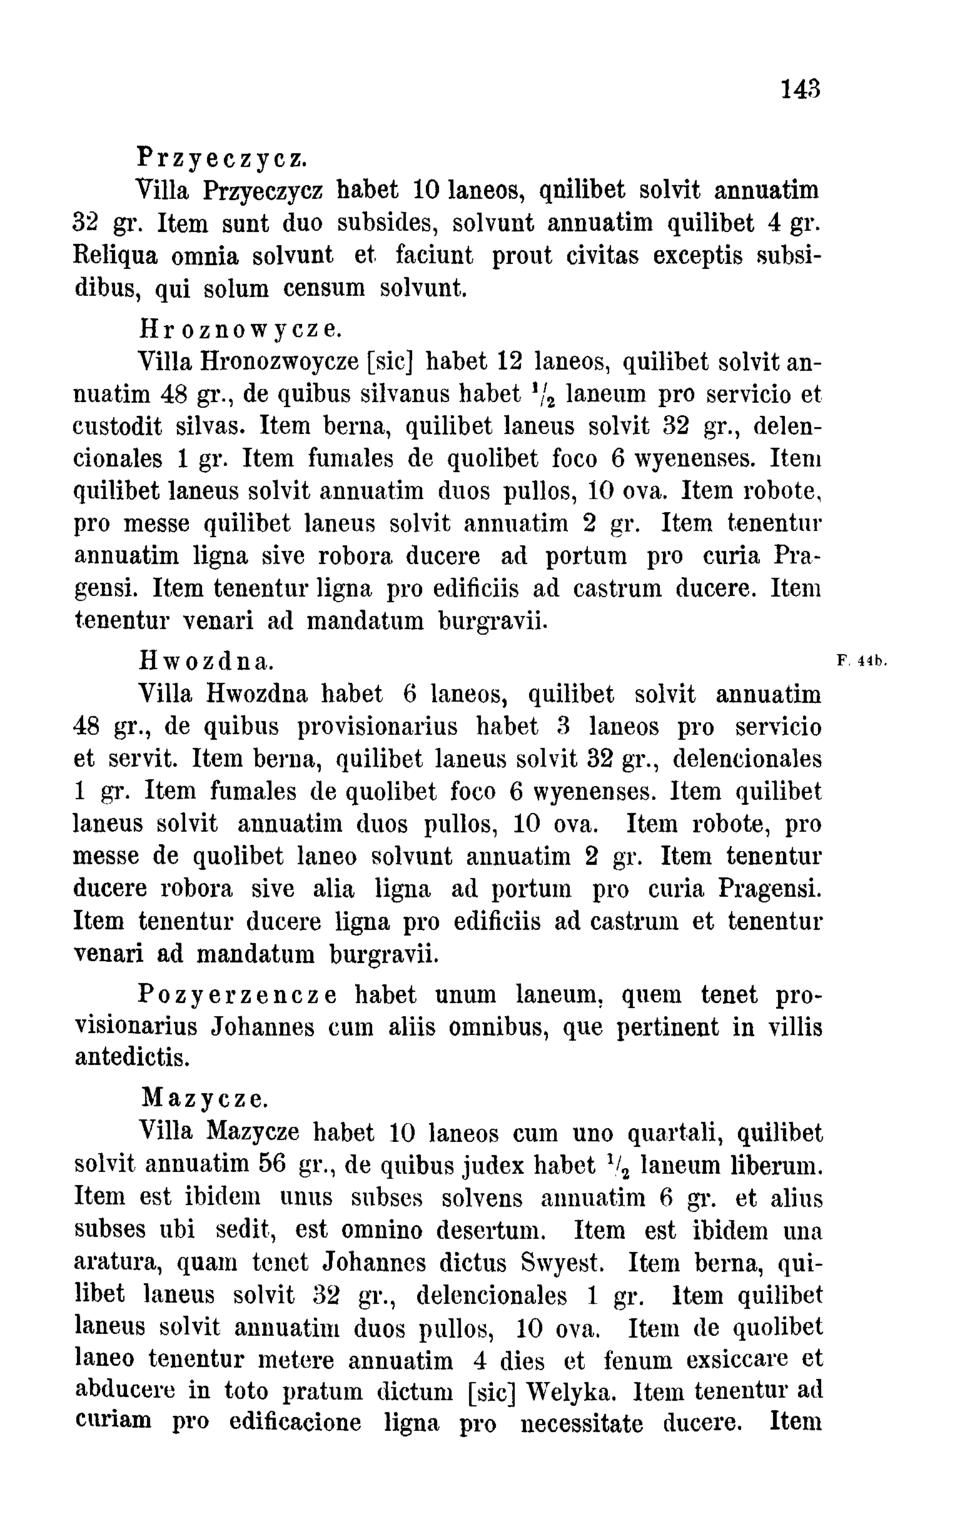 143
Przyeczycz.
Villa Przyeczycz habet 10 laneos, qnilibet solvit annuatim
32 gr. Item sunt duo subsides, solvunt annuatim quilibet 4 gr.
Reliqua omnia solvunt et faciunt prout civitas exceptis subsi-
dibus, qui solum censum solvunt.
Hroznowycze.
Villa Hronozwoycze [sic] habet 12 laneos, quilibet solvit an-
nuatim 48 gr., de quibus silvanus habet 1/2 laneum pro servicio et
custodit silvas. Item berna, quilibet laneus solvit 32 gr., delen-
cionales 1 gr. Item fumales de quolibet foco 6 wyenenses. Item
quilibet laneus solvit annuatim duos pullos, 10 ova. Item robote,
pro messe quilibet laneus solvit annuatim 2 gr. Item tenentur
annuatim ligna sive robora ducere ad portum pro curia Pra-
gensi. Item tenentur ligna pro edificiis ad castrum ducere. Item
tenentur venari ad mandatum burgravii.
Hwozdna. F. 44b.
Villa Hwozdna habet 6 laneos, quilibet solvit annuatim
48 gr., de quibus provisionarius habet 3 laneos pro servicio
et servit. Item berna, quilibet laneus solvit 32 gr., delencionales
1 gr. Item fumales de quolibet foco 6 wyenenses. Item quilibet
laneus solvit annuatim duos pullos, 10 ova. Item robote, pro
messe de quolibet laneo solvunt annuatim 2 gr. Item tenentur
ducere robora sive alia ligna ad portum pro curia Pragensi.
Item tenentur ducere ligna pro edificiis ad castrum et tenentur
venari ad mandatum burgravii.
Pozyerzencze habet unum laneum, quem tenet pro-
visionarius Johannes cum aliis omnibus, que pertinent in villis
antedictis.
Mazycze.
Villa Mazycze habet 10 laneos cum uno quartali, quilibet
solvit annuatim 56 gr., de quibus judex habet 1/2 laneum liberum.
Item est ibidem unus subses solvens annuatim 6 gr. et alius
subses ubi sedit, est omnino desertum. Item est ibidem una
aratura, quam tenet Johannes dictus Swyest. Item berna, qui-
libet laneus solvit 32 gr., delencionales 1 gr. Item quilibet
laneus solvit annuatim duos pullos, 10 ova. Item de quolibet
laneo tenentur metere annuatim 4 dies et fenum exsiccare et
abducere in toto pratum dictum [sic] Welyka. Item tenentur ad
curiam pro edificacione ligna pro necessitate ducere. Item